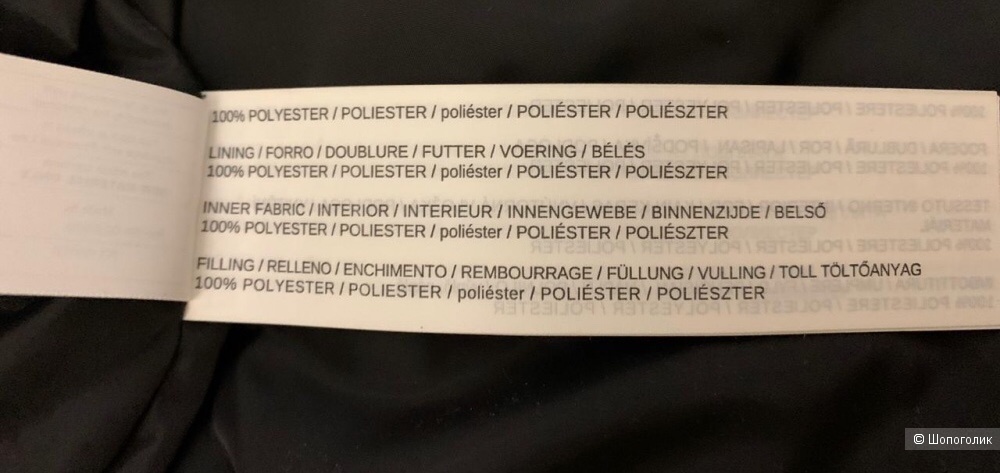 100% POLYESTER / POLIESTER / poliéster / POLIÉSTER / POLIÉSZTER
LINING / FORRO / DOUBLURE / FUTTER / VOERING / BÉLÉS
100% POLYESTER / POLIESTER / poliéster / POLIÉSTER / POLIÉSZTER
INNER FABRIC / INTERIOR / INTERIEUR / INNENGEWEBE / BINNENZIJDE / BELSŐ
100% POLYESTER / POLIESTER / poliéster / POLIÉSTER / POLIÉSZTER
FILLING / RELLENO / ENCHIMENTO / REMBOURRAGE / FÜLLUNG / VULLING / TOLL TÖLTŐANYAG
100% POLYESTER / POLIESTER / poliéster / POLIÉSTER / POLIÉSZTER
© Шопоголик